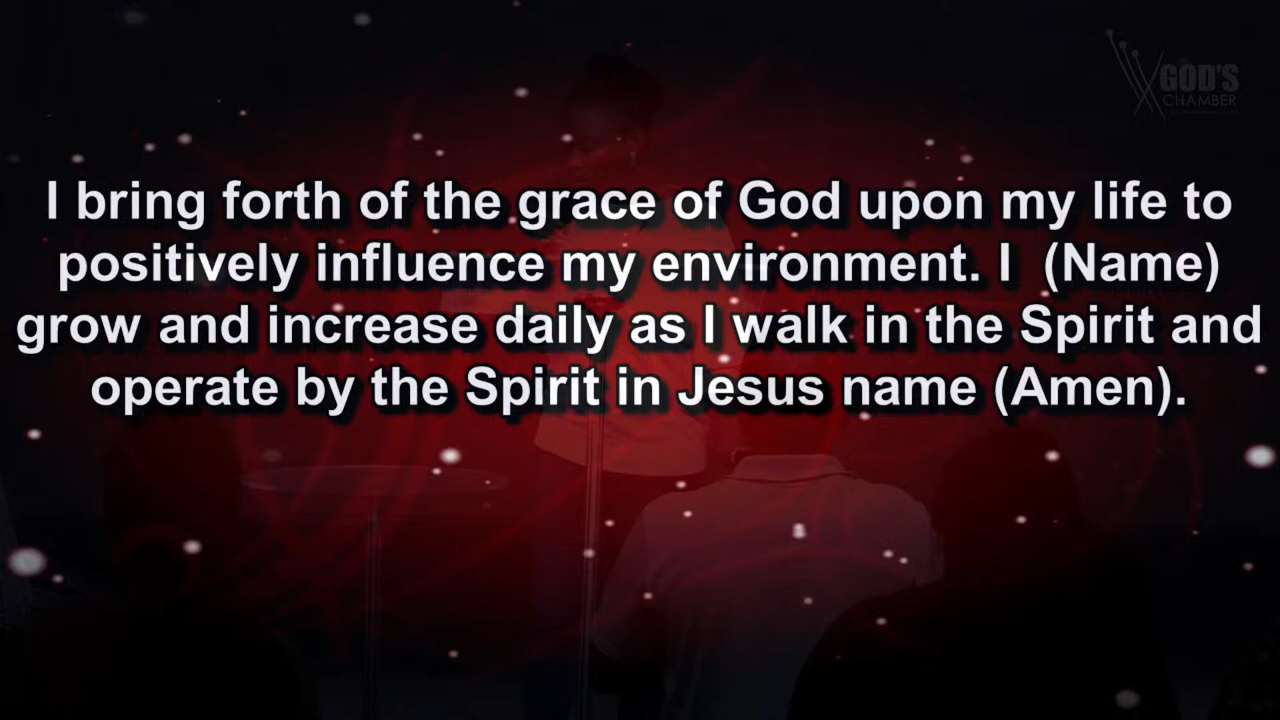 GOD'S
CHAMBER
I bring forth of the grace of God upon my life to
positively influence my environment. I  (Name)
grow and increase daily as I walk in the Spirit and
operate by the Spirit in Jesus name (Amen).